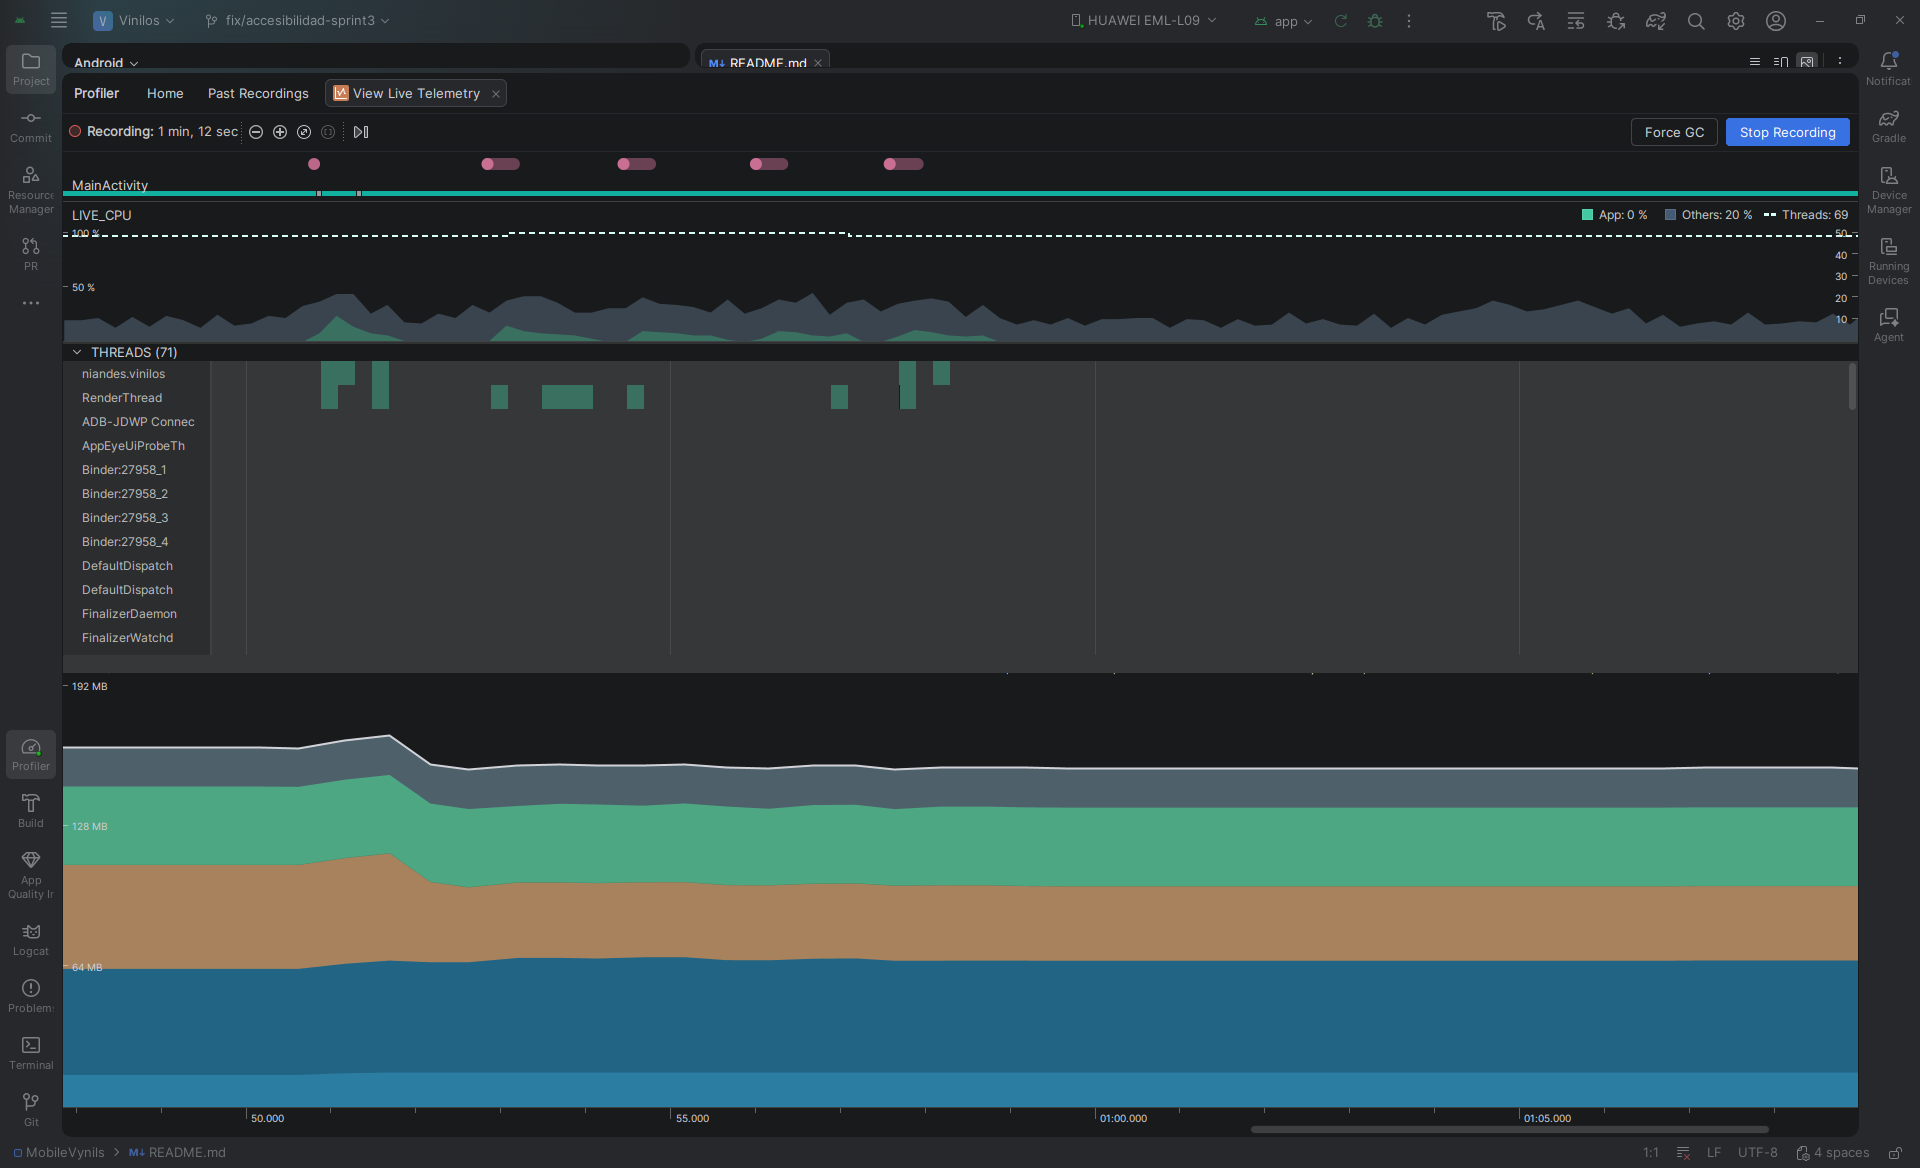 V Vinilos
fix/accesibilidad-sprint3
HUAWEI EML-L09
app
Project
Commit
Resource
Manager
PR
Profiler
Build
App
Quality Ir
Logcat
Problem
Terminal
Git
Android
M↓ README.md
Profiler
Home
Past Recordings
View Live Telemetry
Recording: 1 min, 12 sec
Force GC
Stop Recording
MainActivity
LIVE_CPU
App: 0 %
Others: 20 %
Threads: 69
100 %
50 %
50
40
30
20
10
THREADS (71)
niandes.vinilos
RenderThread
ADB-JDWP Connec
AppEyeUiProbeTh
Binder:27958_1
Binder:27958_2
Binder:27958_3
Binder:27958_4
DefaultDispatch
DefaultDispatch
FinalizerDaemon
FinalizerWatchd
192 MB
128 MB
64 MB
50.000
55.000
01:00.000
01:05.000
Notificat
Gradle
Device
Manager
Running
Devices
Agent
MobileVynils
M↓ README.md
1:1
LF
UTF-8
4 spaces